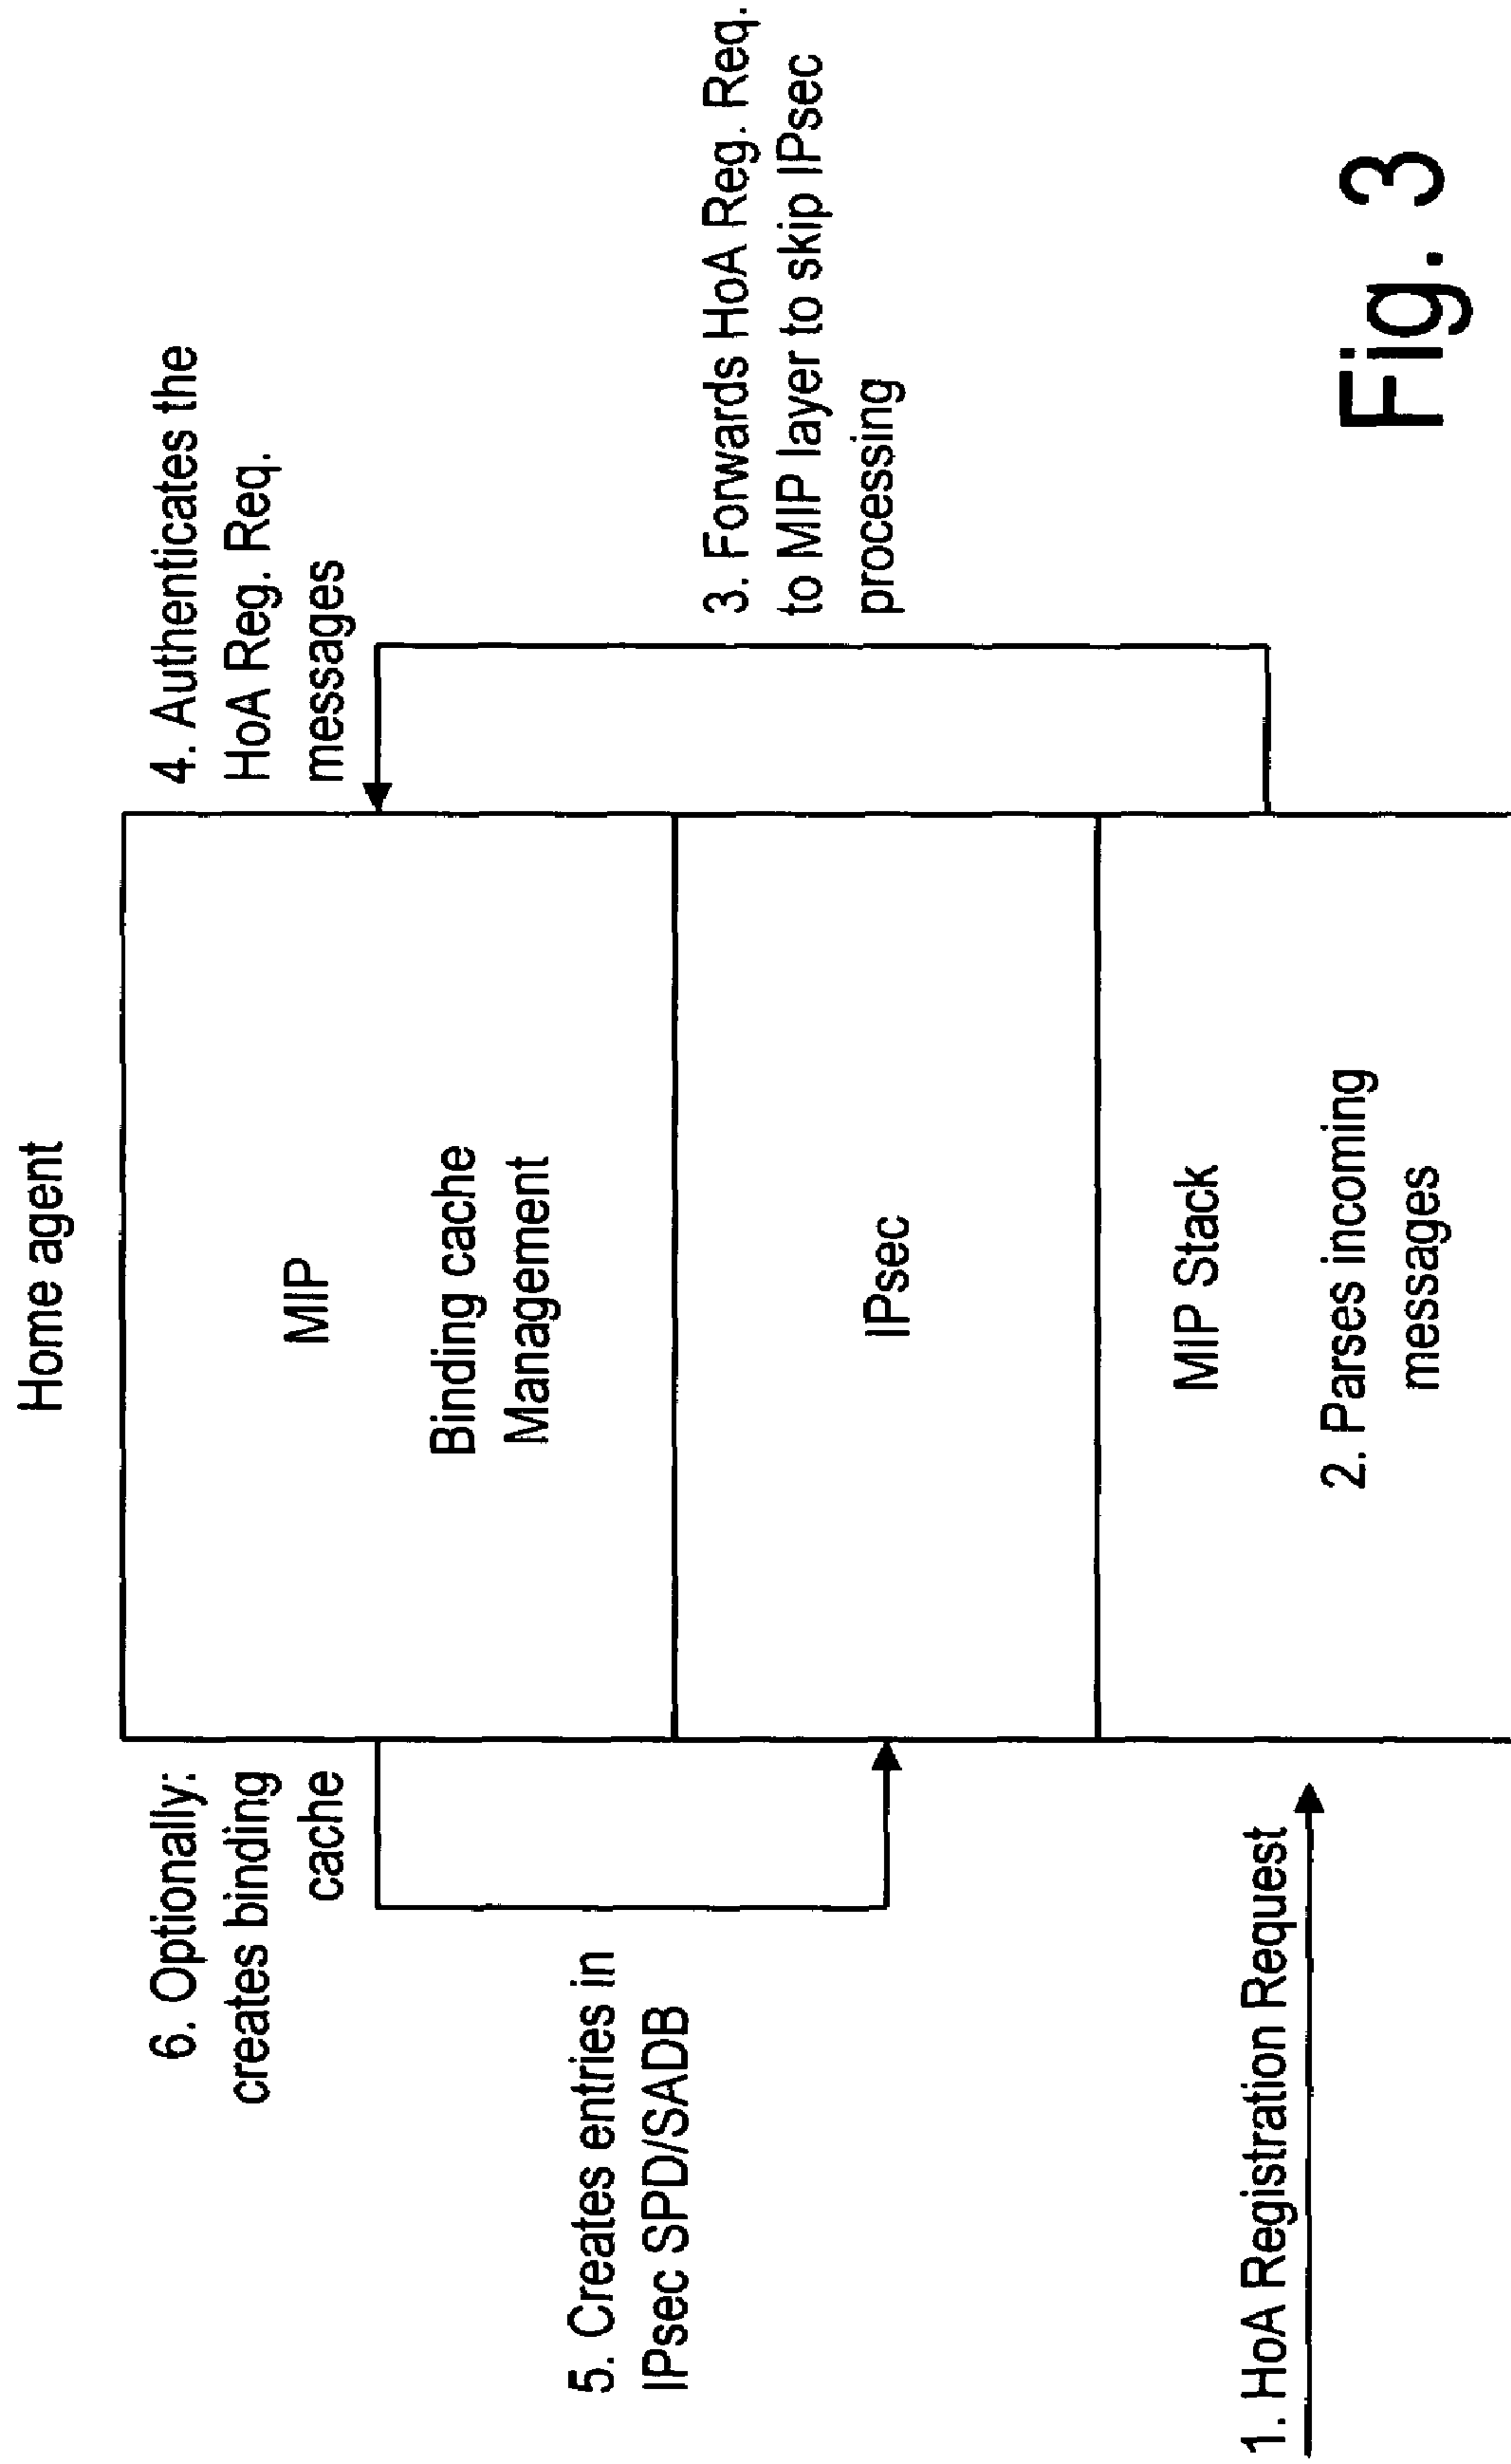 Home agent
6. Optionally:
creates binding
cache
MIP
Binding cache
Management
4. Authenticates the
HoA Reg. Req.
messages
5. Creates entries in
IPsec SPD/SADB
IPsec
3. Forwards HoA Reg. Req.
to MIP layer to skip IPsec
processing
1. HoA Registration Request
MIP Stack
2. Parses incoming
messages
Fig. 3